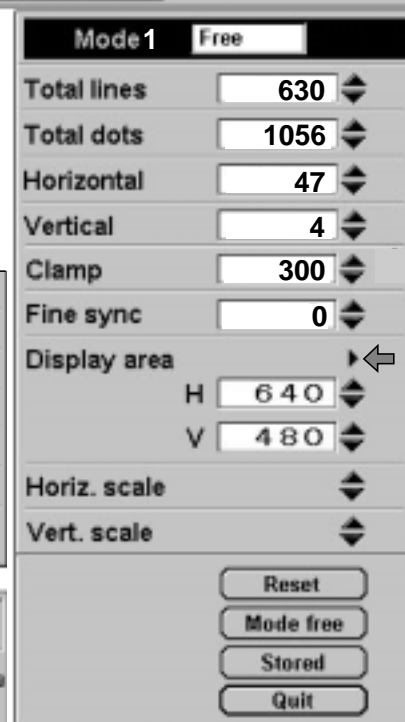 Mode1 Free
Total lines 630
Total dots 1056
Horizontal 47
Vertical 4
Clamp 300
Fine sync 0
Display area
H 640
V 480
Horiz. scale
Vert. scale
Reset
Mode free
Stored
Quit